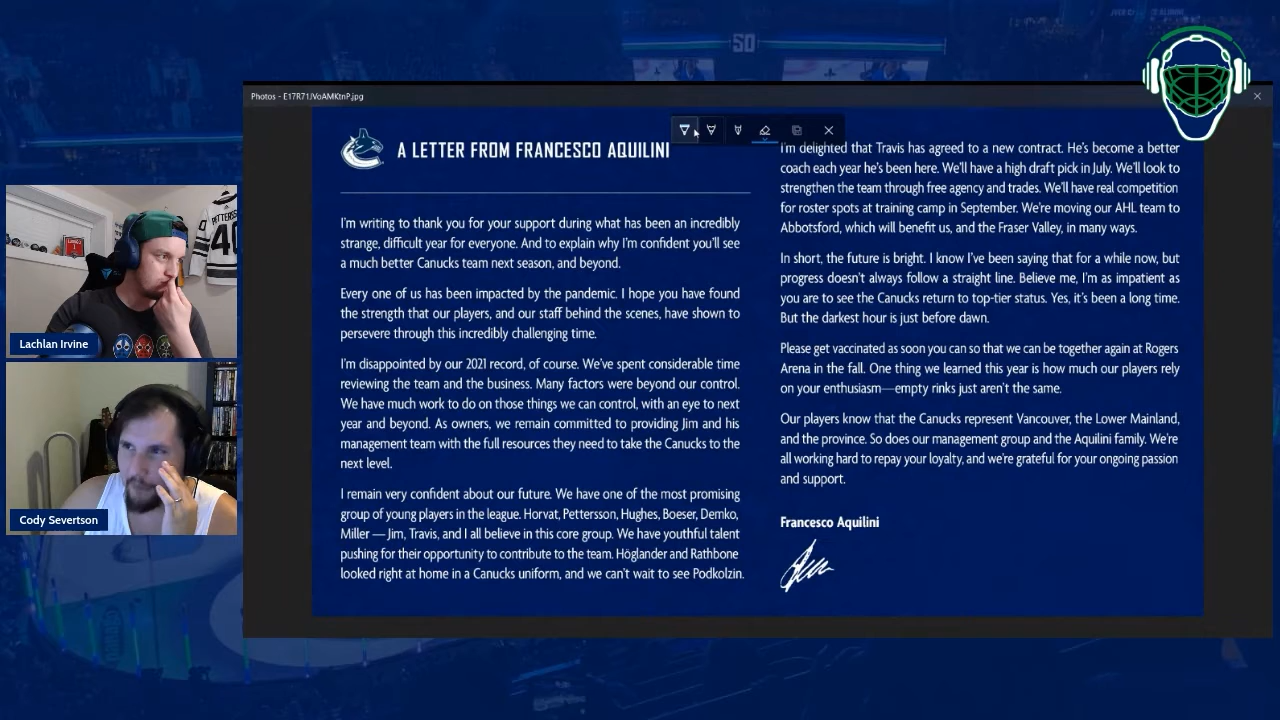 50
Photos - E17R71JVoAMKtnP.jpg
A LETTER FROM FRANCESCO AQUILINI
I'm writing to thank you for your support during what has been an incredibly
strange, difficult year for everyone. And to explain why I'm confident you'll see
a much better Canucks team next season, and beyond.
Every one of us has been impacted by the pandemic. I hope you have found
the strength that our players, and our staff behind the scenes, have shown to
persevere through this incredibly challenging time.
I'm disappointed by our 2021 record, of course. We've spent considerable time
reviewing the team and the business. Many factors were beyond our control.
We have much work to do on those things we can control, with an eye to next
year and beyond. As owners, we remain committed to providing Jim and his
management team with the full resources they need to take the Canucks to the
next level.
I remain very confident about our future. We have one of the most promising
group of young players in the league. Horvat, Pettersson, Hughes, Boeser, Demko,
Miller — Jim, Travis, and I all believe in this core group. We have youthful talent
pushing for their opportunity to contribute to the team. Höglander and Rathbone
looked right at home in a Canucks uniform, and we can't wait to see Podkolzin.
I'm delighted that Travis has agreed to a new contract. He's become a better
coach each year he's been here. We'll have a high draft pick in July. We'll look to
strengthen the team through free agency and trades. We'll have real competition
for roster spots at training camp in September. We're moving our AHL team to
Abbotsford, which will benefit us, and the Fraser Valley, in many ways.
In short, the future is bright. I know I've been saying that for a while now, but
progress doesn't always follow a straight line. Believe me, I'm as impatient as
you are to see the Canucks return to top-tier status. Yes, it's been a long time.
But the darkest hour is just before dawn.
Please get vaccinated as soon you can so that we can be together again at Rogers
Arena in the fall. One thing we learned this year is how much our players rely
on your enthusiasm—empty rinks just aren't the same.
Our players know that the Canucks represent Vancouver, the Lower Mainland,
and the province. So does our management group and the Aquilini family. We're
all working hard to repay your loyalty, and we're grateful for your ongoing passion
and support.
Francesco Aquilini
Lachlan Irvine
Cody Severtson